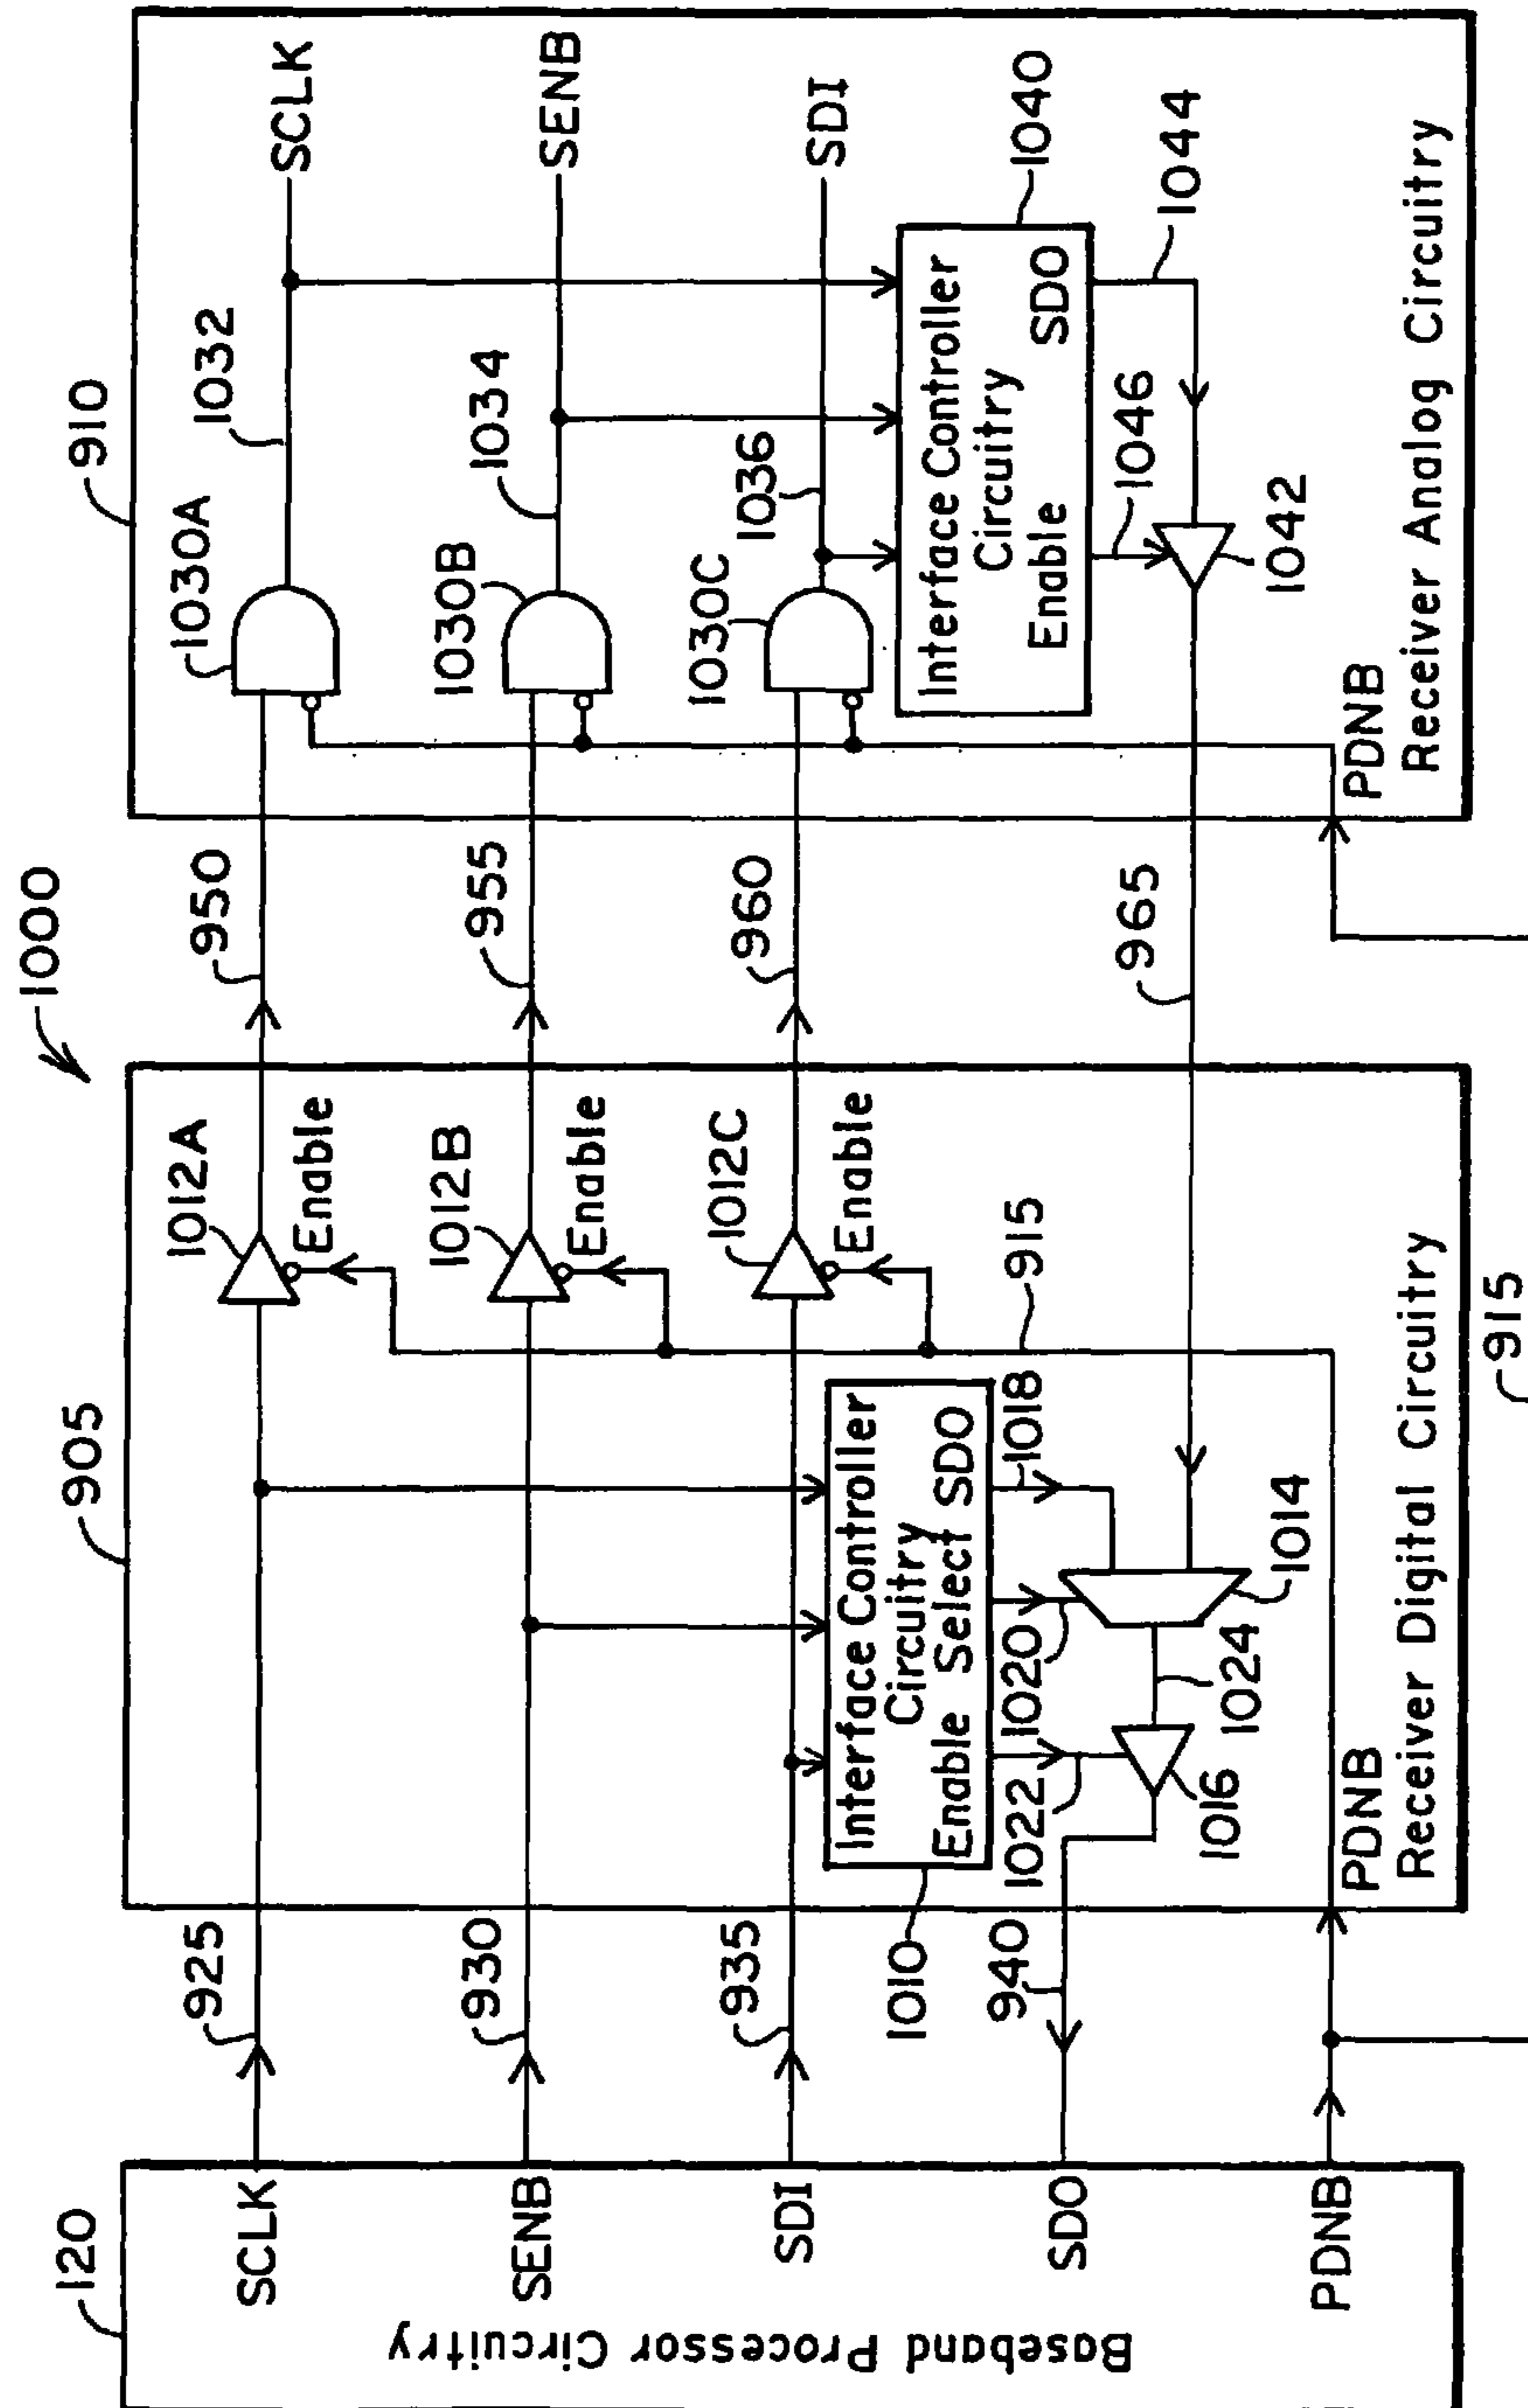 1000
120
Baseband Processor Circuitry
SCLK
SENB
SDI
SDO
PDNB
925
930
935
940
905
1012A
Enable
1012B
Enable
1012C
Enable
915
Interface Controller
Circuitry
Enable Select SDO
1010
1022
1020
1018
1014
1024
1016
PDNB
Receiver Digital Circuitry
915
950
955
960
965
910
1030A
1032
SCLK
1030B
1034
SENB
1030C
1036
SDI
Interface Controller
Circuitry
Enable SDO
1040
1046
1044
1042
PDNB
Receiver Analog Circuitry